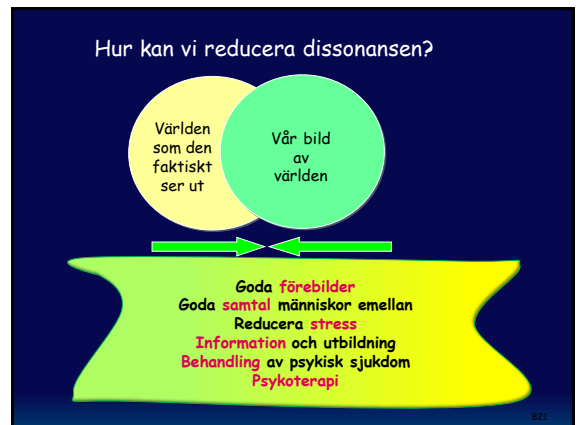 Hur kan vi reducera dissonansen?
Världen
som den
faktiskt
ser ut
Vår bild
av
världen
Goda förebilder
Goda samtal människor emellan
Reducera stress
Information och utbildning
Behandling av psykisk sjukdom
Psykoterapi
821